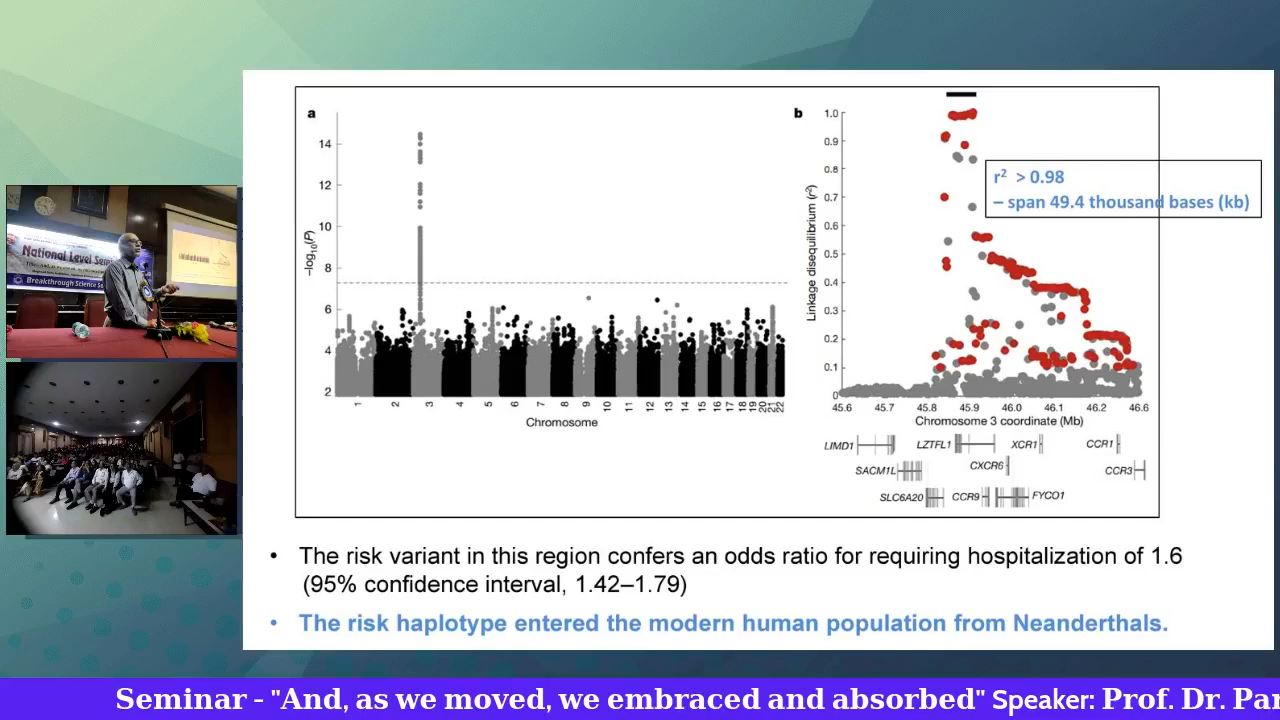 National Level Sem
Breakthrough Science So
a
14
12
10
8
6
4
2
–log10(P)
1 2 3 4 5 6 7 8 9 10 11 12 13 14 15 16 17 18 19 20 21 22
Chromosome
b
1.0
0.9
0.8
0.7
0.6
0.5
0.4
0.3
0.2
0.1
0
Linkage disequilibrium (r²)
45.6 45.7 45.8 45.9 46.0 46.1 46.2 46.6
Chromosome 3 coordinate (Mb)
LIMD1 LZTFL1 XCR1 CCR1
SACM1L CXCR6 CCR3
SLC6A20 CCR9 FYCO1
r² > 0.98
– span 49.4 thousand bases (kb)
• The risk variant in this region confers an odds ratio for requiring hospitalization of 1.6
(95% confidence interval, 1.42–1.79)
• The risk haplotype entered the modern human population from Neanderthals.
Seminar - "And, as we moved, we embraced and absorbed" Speaker: Prof. Dr. Par